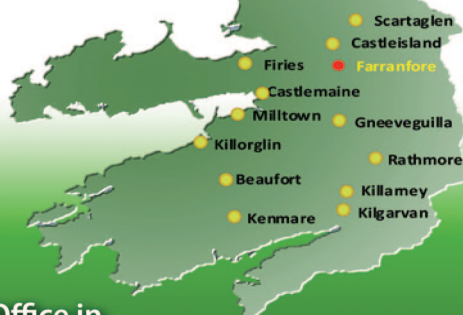 Scartaglen
Castleisland
Firies
Farranfore
Castlemaine
Milltown
Gneeveguilla
Killorglin
Rathmore
Beaufort
Killarney
Kilgarvan
Kenmare
Office in